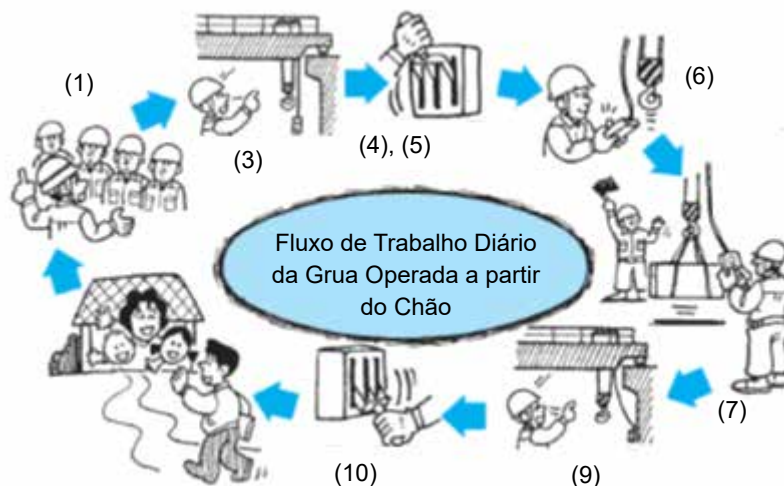 (1)
(3)
(4), (5)
(6)
Fluxo de Trabalho Diário
da Grua Operada a partir
do Chão
(7)
(9)
(10)